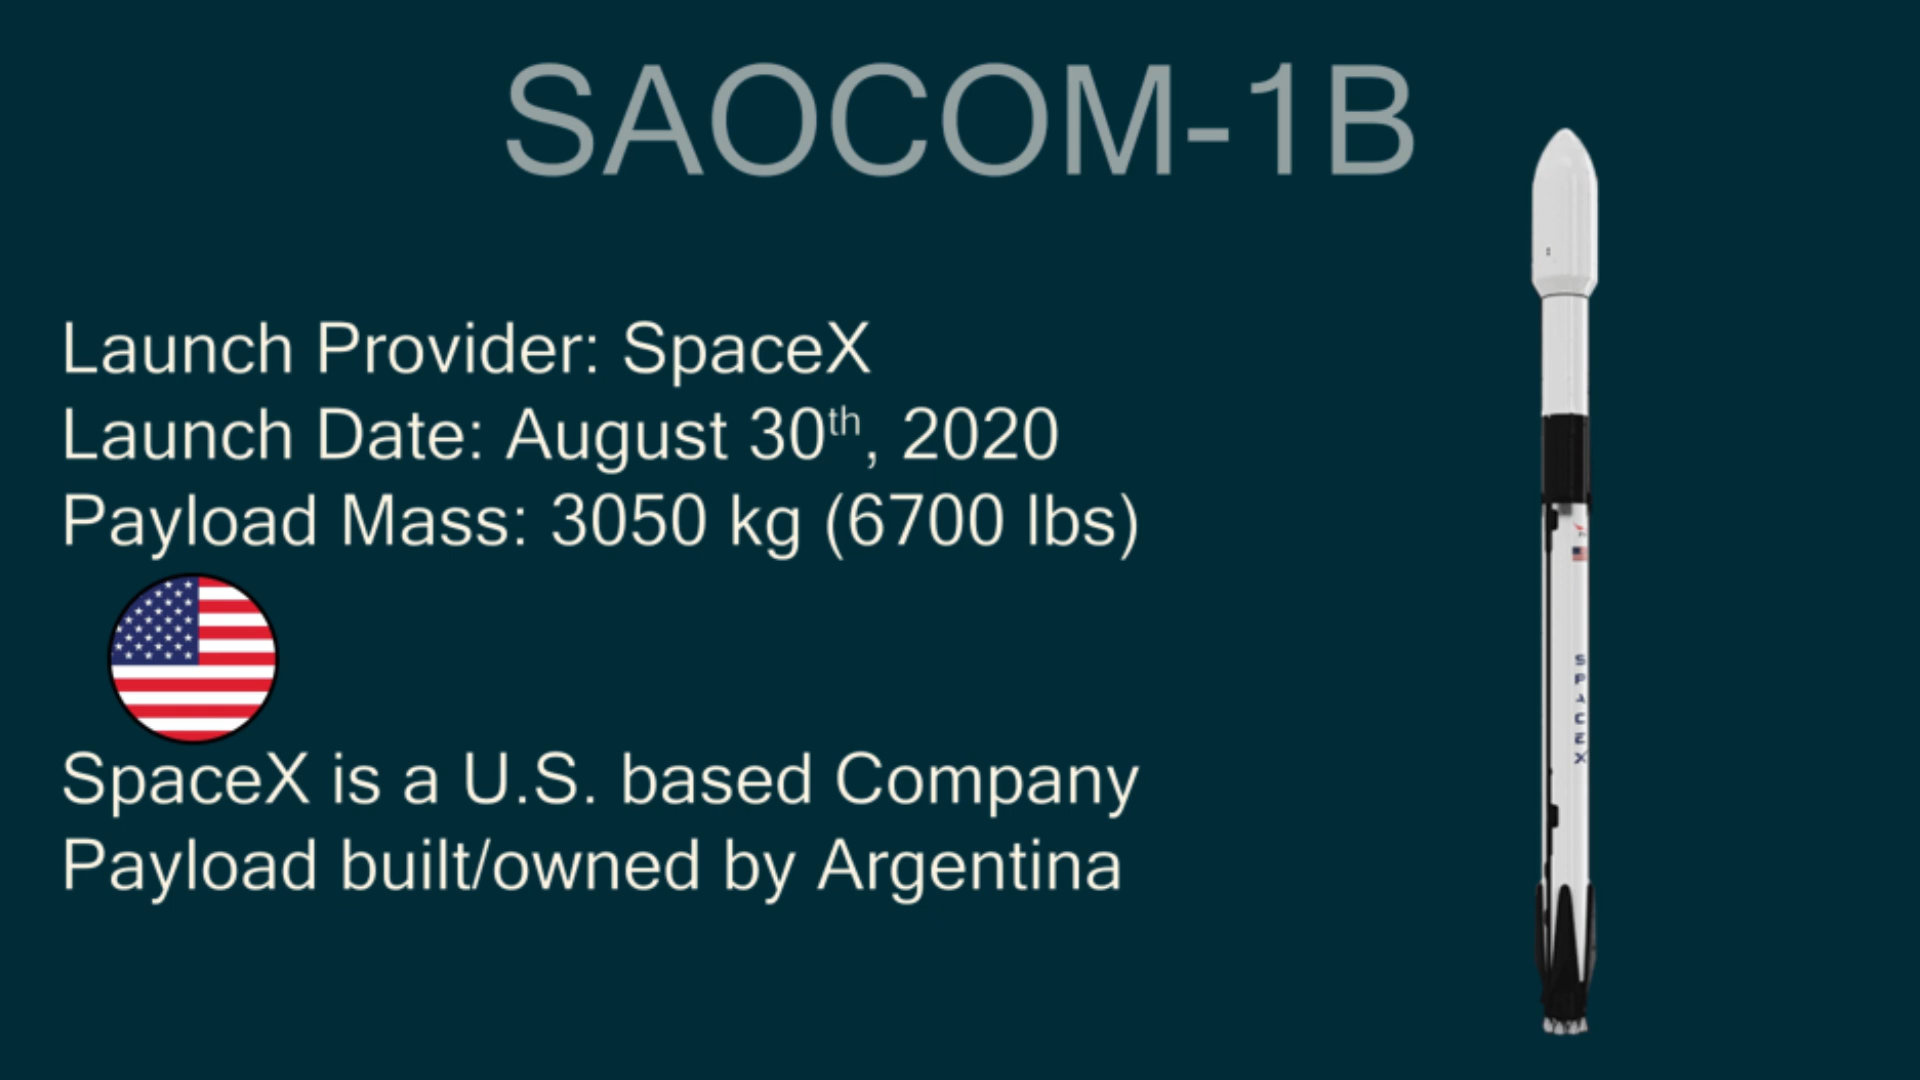 SAOCOM-1B
Launch Provider: SpaceX
Launch Date: August 30th, 2020
Payload Mass: 3050 kg (6700 lbs)
SpaceX is a U.S. based Company
Payload built/owned by Argentina
SPACEX